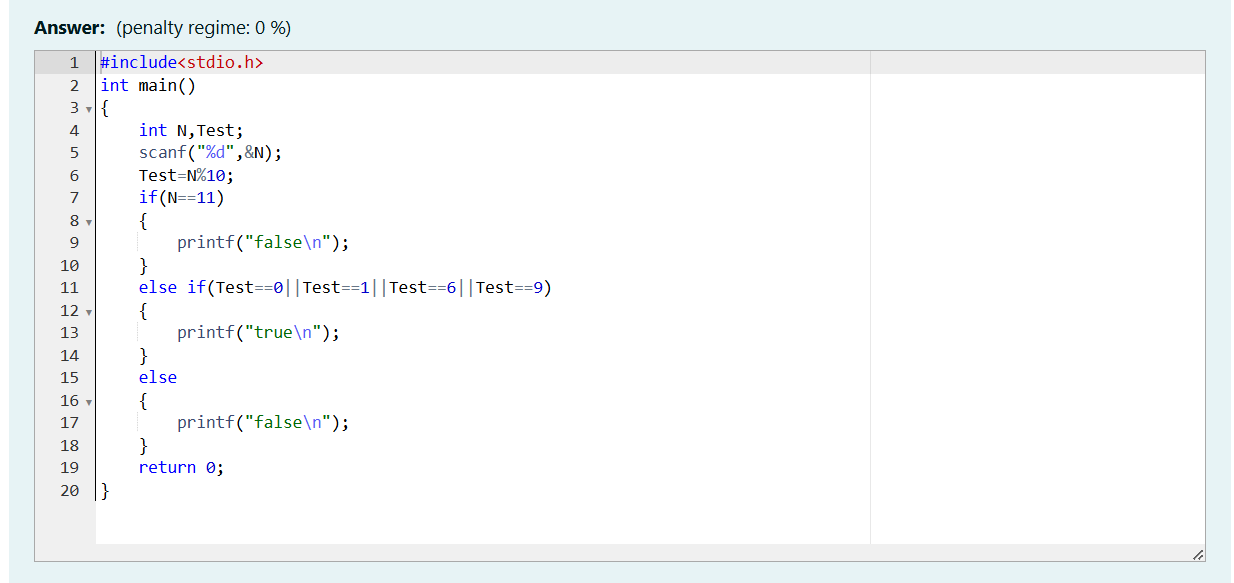 Answer: (penalty regime: 0 %)
1 #include<stdio.h>
2 int main()
3 {
4     int N,Test;
5     scanf("%d",&N);
6     Test=N%10;
7     if(N==11)
8     {
9         printf("false\n");
10     }
11     else if(Test==0||Test==1||Test==6||Test==9)
12     {
13         printf("true\n");
14     }
15     else
16     {
17         printf("false\n");
18     }
19     return 0;
20 }